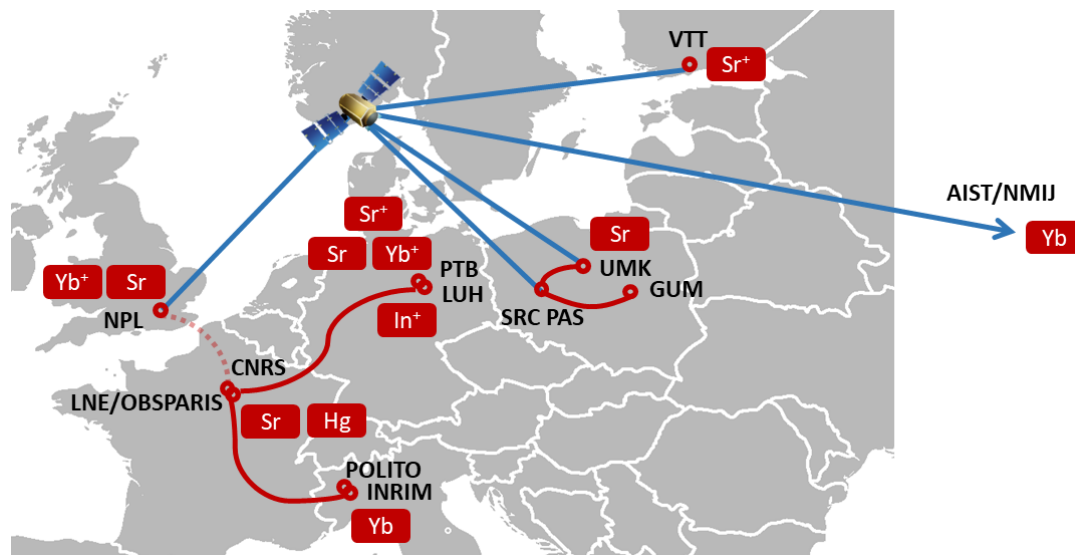 VTT
Sr⁺
AIST/NMIJ
Yb
Sr⁺
Sr
Yb⁺
Sr
PTB
LUH
UMK
GUM
Yb⁺
Sr
In⁺
SRC PAS
NPL
CNRS
LNE/OBSPARIS
Sr
Hg
POLITO
INRIM
Yb